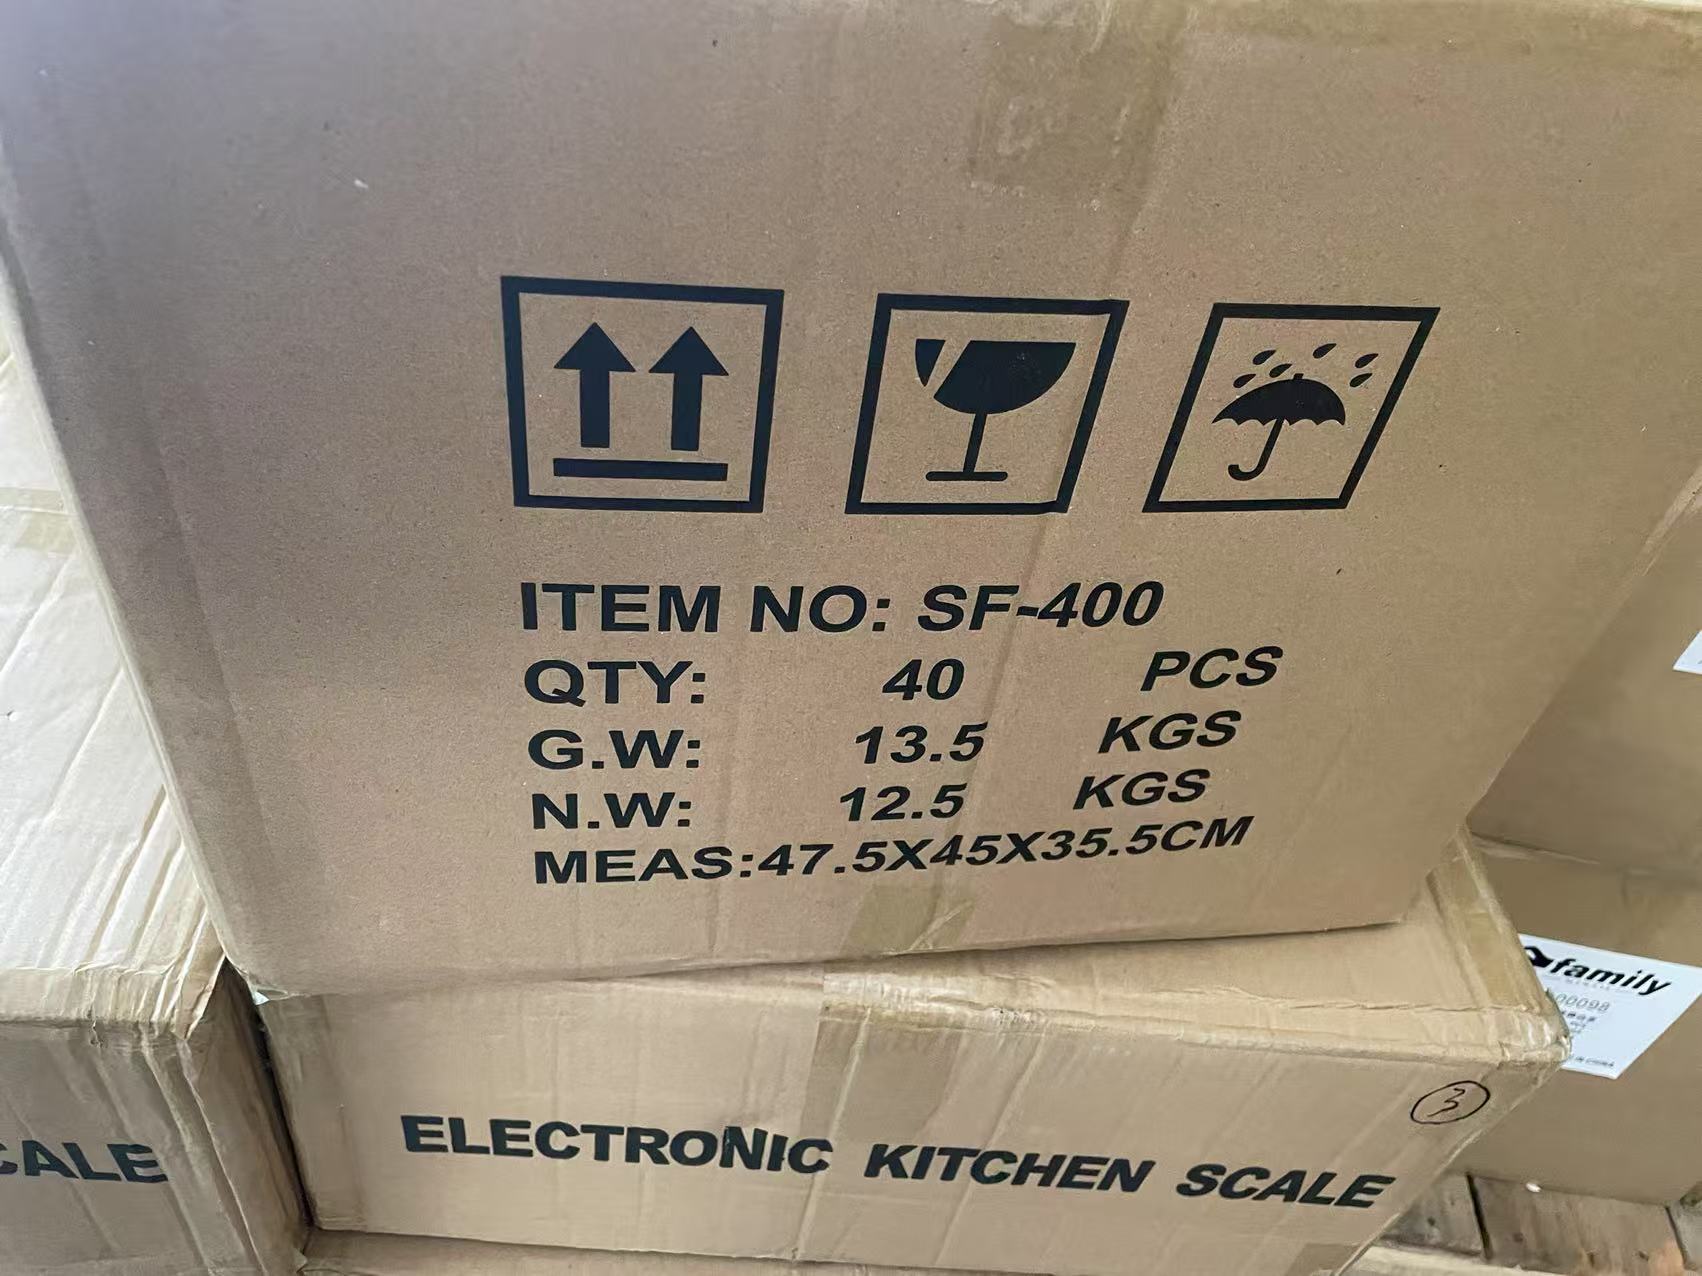 ITEM NO: SF-400
QTY: 40 PCS
G.W: 13.5 KGS
N.W: 12.5 KGS
MEAS:47.5X45X35.5CM
family
00098
ELECTRONIC KITCHEN SCALE
3
CALE